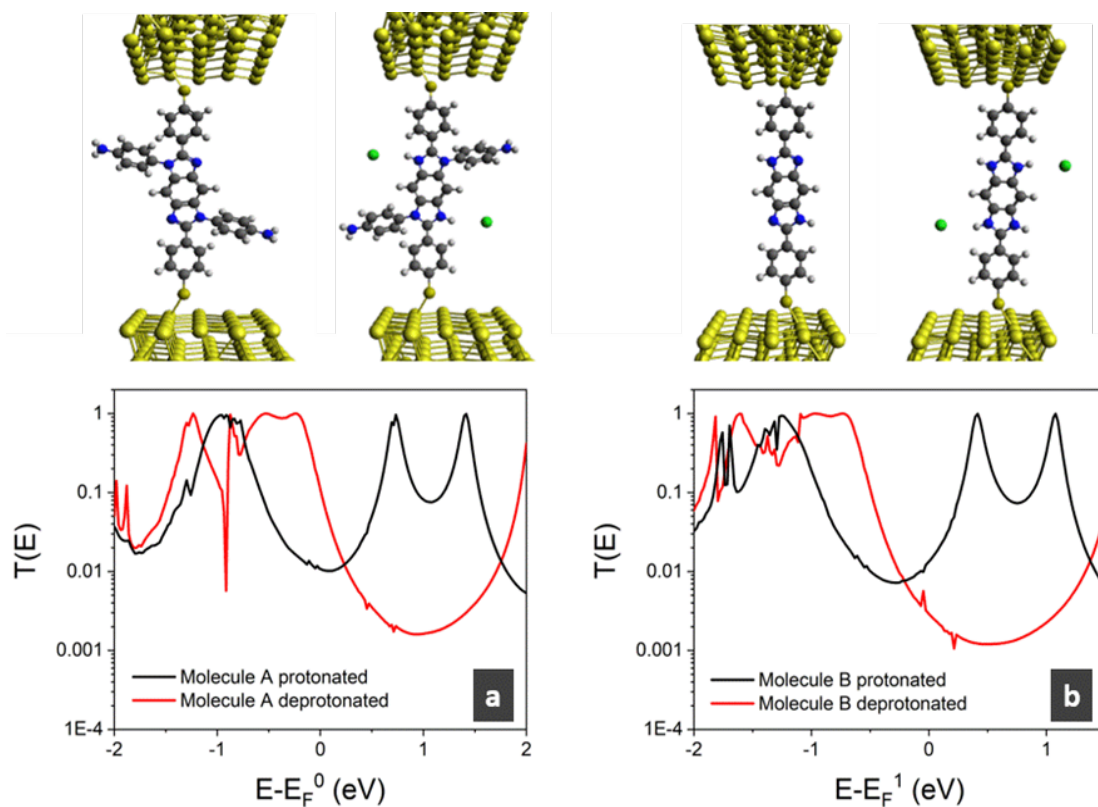 T(E)
1
0.1
0.01
0.001
1E-4
Molecule A protonated
Molecule A deprotonated
a
-2 -1 0 1 2
E-E_F^0 (eV)
T(E)
1
0.1
0.01
0.001
1E-4
Molecule B protonated
Molecule B deprotonated
b
-2 -1 0 1
E-E_F^1 (eV)